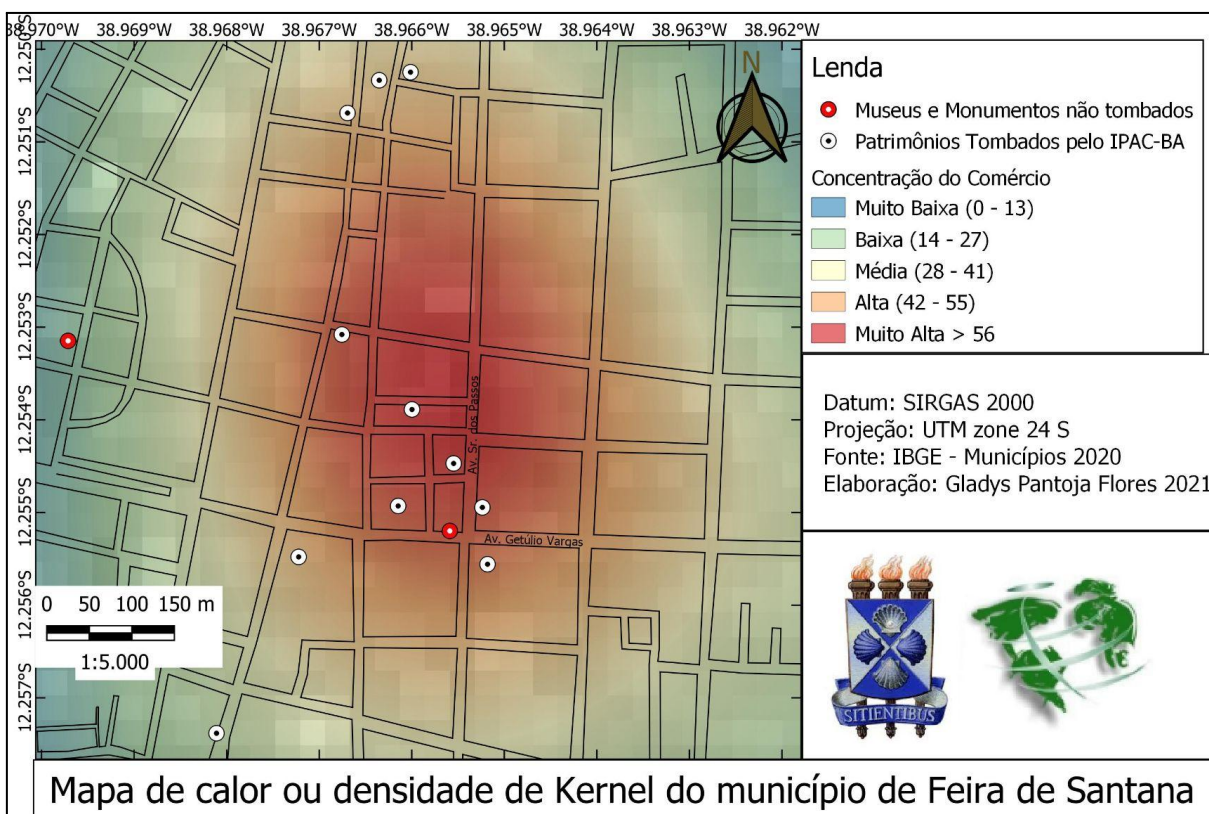 38.970°W 38.969°W 38.968°W 38.967°W 38.966°W 38.965°W 38.964°W 38.963°W 38.962°W
12.250°S
12.251°S
12.252°S
12.253°S
12.254°S
12.255°S
12.256°S
12.257°S
N
Av. Sr. dos Passos
Av. Getúlio Vargas
0 50 100 150 m
1:5.000
Lenda
Museus e Monumentos não tombados
Patrimônios Tombados pelo IPAC-BA
Concentração do Comércio
Muito Baixa (0 - 13)
Baixa (14 - 27)
Média (28 - 41)
Alta (42 - 55)
Muito Alta > 56
Datum: SIRGAS 2000
Projeção: UTM zone 24 S
Fonte: IBGE - Municípios 2020
Elaboração: Gladys Pantoja Flores 2021
SITIENTIBUS
Mapa de calor ou densidade de Kernel do município de Feira de Santana